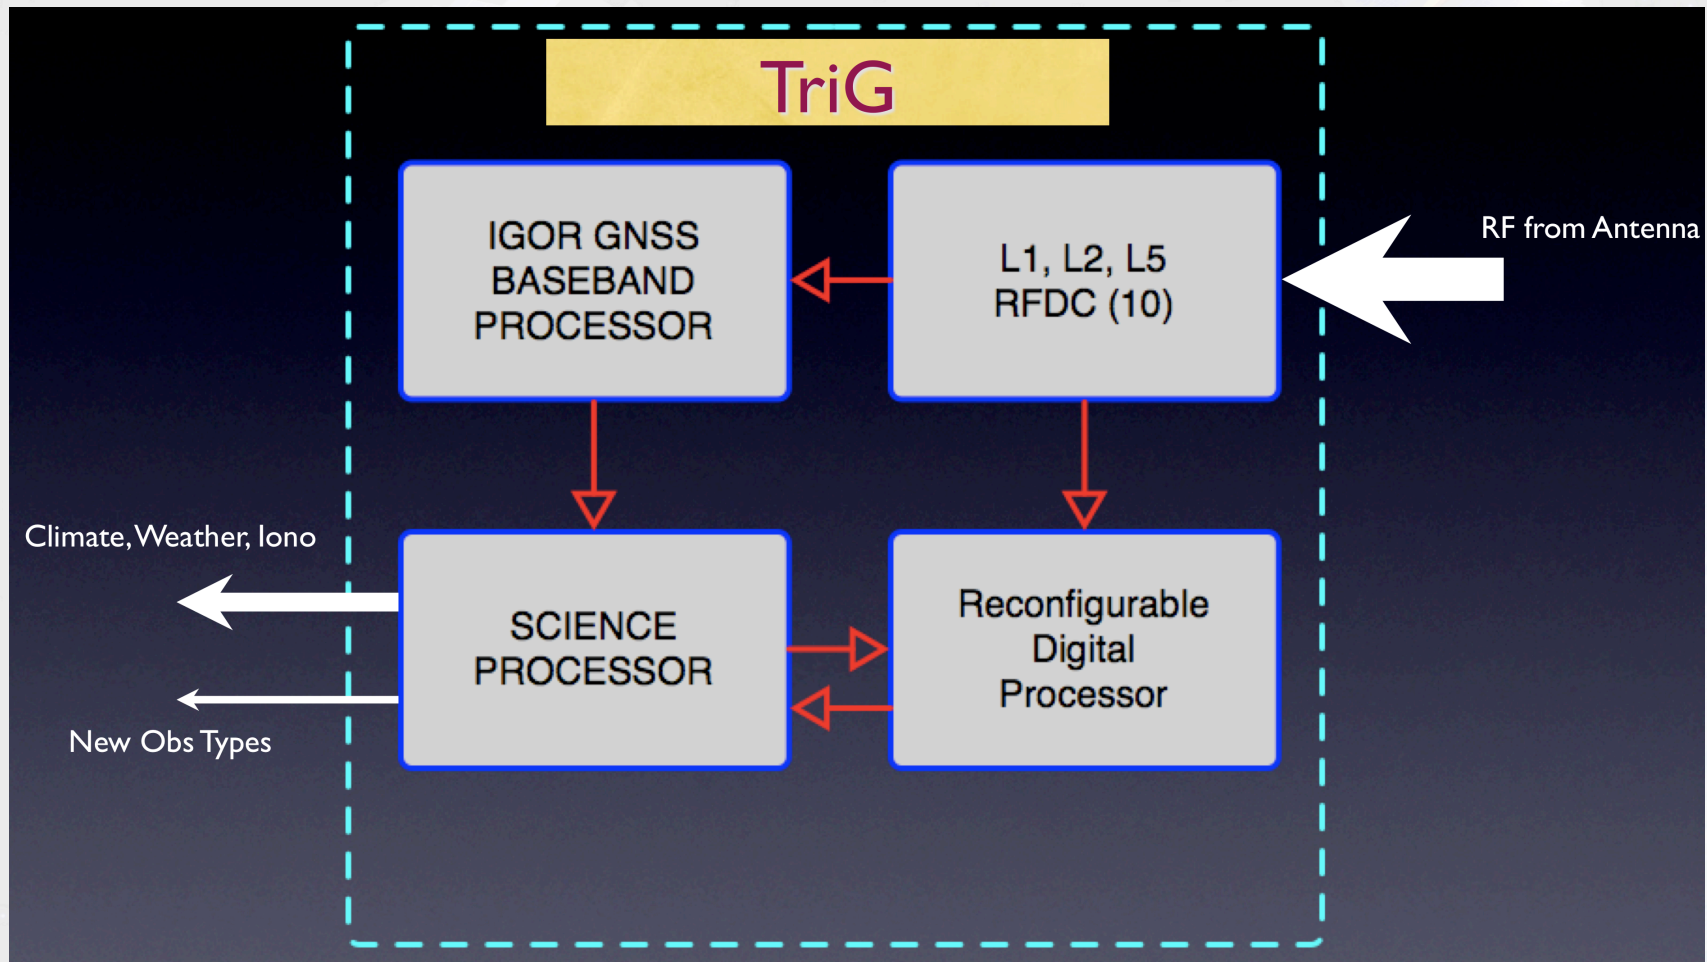 TriG
IGOR GNSS
BASEBAND
PROCESSOR
L1, L2, L5
RFDC (10)
RF from Antenna
Climate, Weather, Iono
SCIENCE
PROCESSOR
Reconfigurable
Digital
Processor
New Obs Types